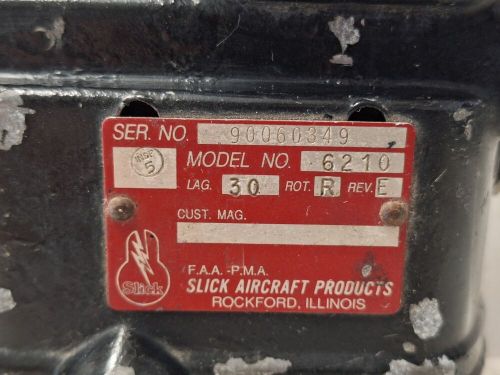 SER. NO. 90060349
INSP 5
MODEL NO. 6210
LAG. 30 ROT. R REV. E
CUST. MAG.
Slick
F.A.A. -P.M.A.
SLICK AIRCRAFT PRODUCTS
ROCKFORD, ILLINOIS